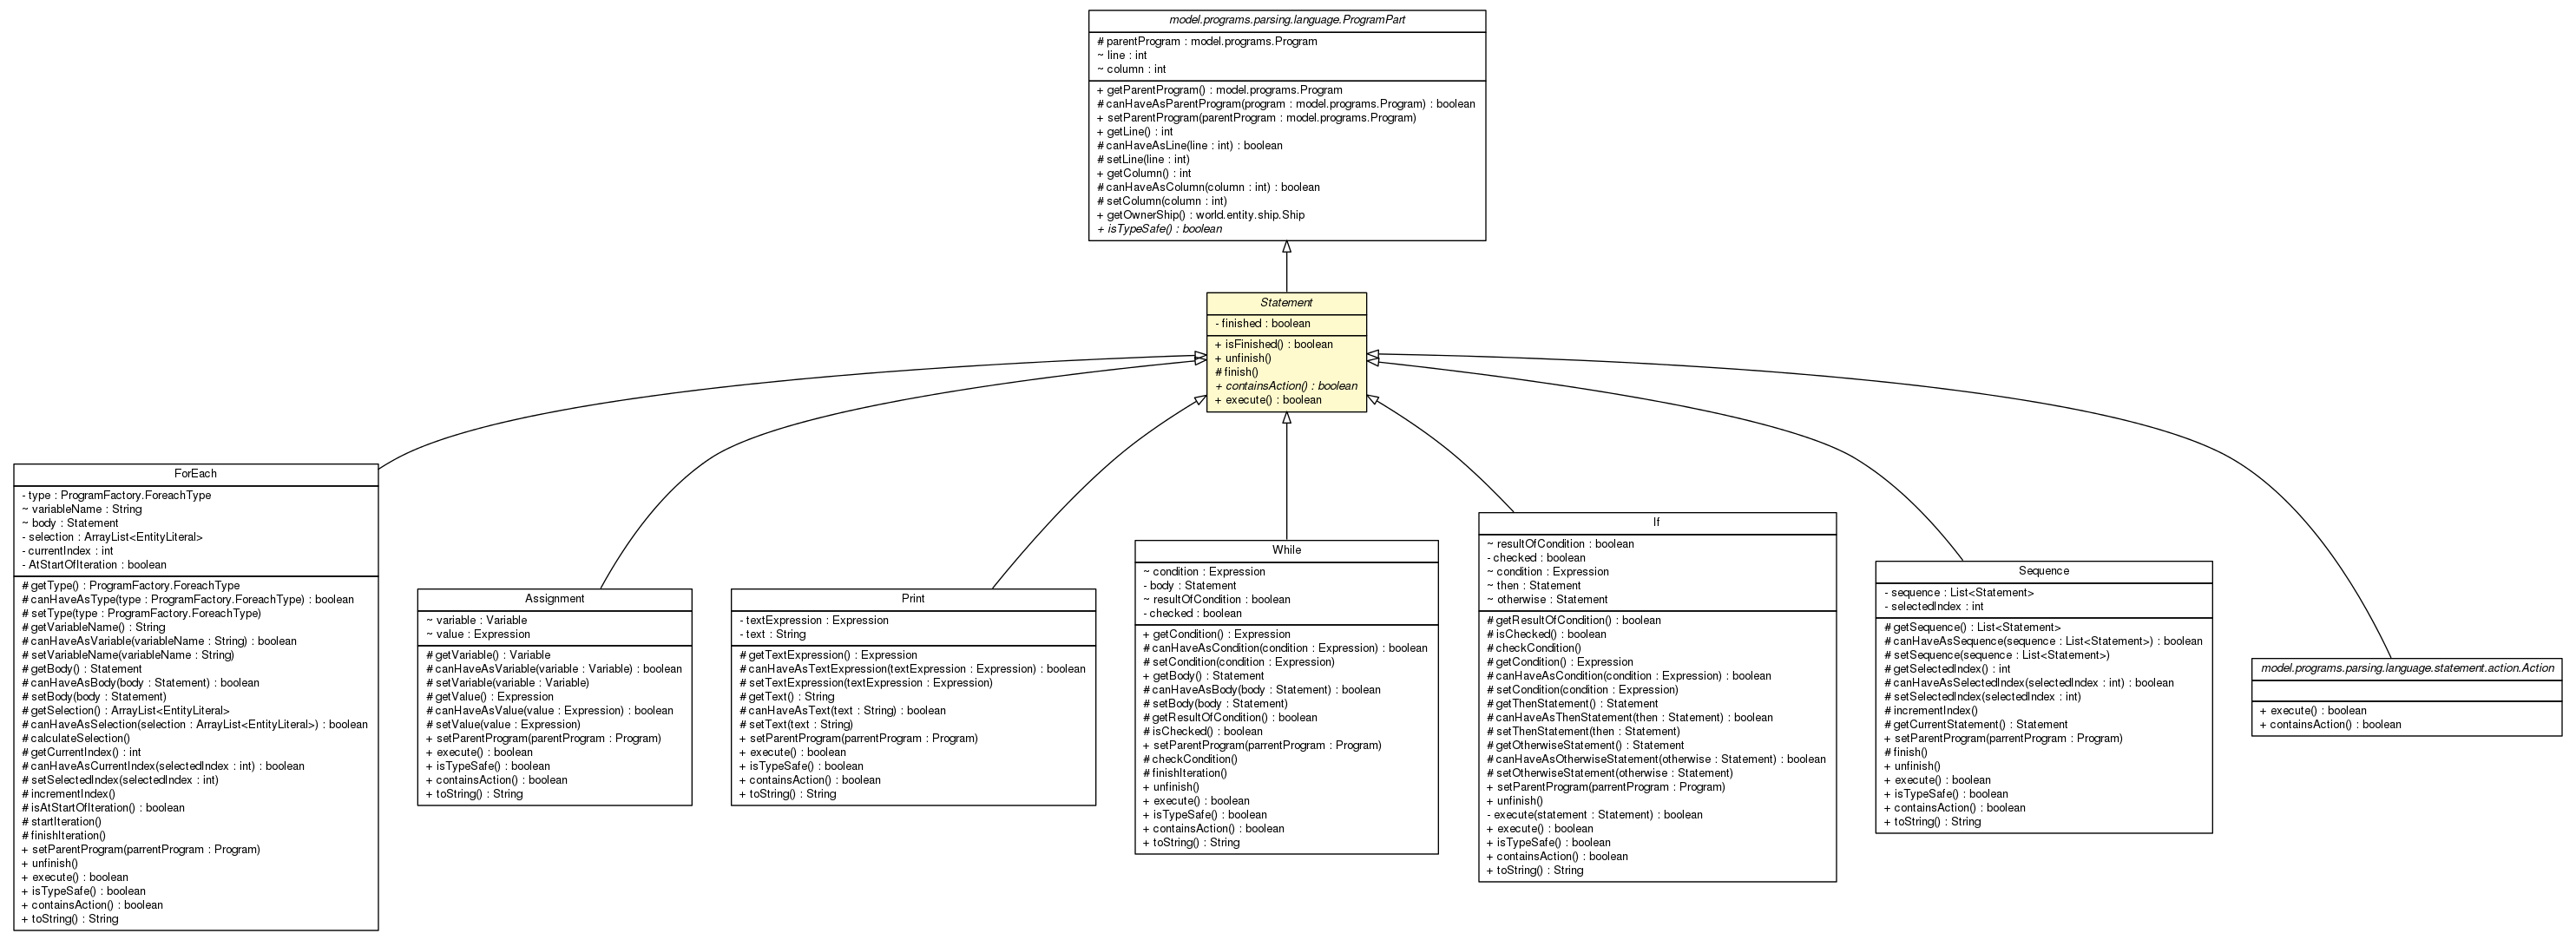 model.programs.parsing.language.ProgramPart
# parentProgram : model.programs.Program
~ line : int
~ column : int
+ getParentProgram() : model.programs.Program
# canHaveAsParentProgram(program : model.programs.Program) : boolean
+ setParentProgram(parentProgram : model.programs.Program)
+ getLine() : int
# canHaveAsLine(line : int) : boolean
# setLine(line : int)
+ getColumn() : int
# canHaveAsColumn(column : int) : boolean
# setColumn(column : int)
+ getOwnerShip() : world.entity.ship.Ship
+ isTypeSafe() : boolean
Statement
- finished : boolean
+ isFinished() : boolean
+ unfinish()
# finish()
+ containsAction() : boolean
+ execute() : boolean
ForEach
- type : ProgramFactory.ForeachType
~ variableName : String
~ body : Statement
- selection : ArrayList<EntityLiteral>
- currentIndex : int
- AtStartOfIteration : boolean
# getType() : ProgramFactory.ForeachType
# canHaveAsType(type : ProgramFactory.ForeachType) : boolean
# setType(type : ProgramFactory.ForeachType)
# getVariableName() : String
# canHaveAsVariable(variableName : String) : boolean
# setVariableName(variableName : String)
# getBody() : Statement
# canHaveAsBody(body : Statement) : boolean
# setBody(body : Statement)
# getSelection() : ArrayList<EntityLiteral>
# canHaveAsSelection(selection : ArrayList<EntityLiteral>) : boolean
# calculateSelection()
# getCurrentIndex() : int
# canHaveAsCurrentIndex(selectedIndex : int) : boolean
# setSelectedIndex(selectedIndex : int)
# incrementIndex()
# isAtStartOfIteration() : boolean
# startIteration()
# finishIteration()
+ setParentProgram(parrentProgram : Program)
+ unfinish()
+ execute() : boolean
+ isTypeSafe() : boolean
+ containsAction() : boolean
+ toString() : String
Assignment
~ variable : Variable
~ value : Expression
# getVariable() : Variable
# canHaveAsVariable(variable : Variable) : boolean
# setVariable(variable : Variable)
# getValue() : Expression
# canHaveAsValue(value : Expression) : boolean
# setValue(value : Expression)
+ setParentProgram(parentProgram : Program)
+ execute() : boolean
+ isTypeSafe() : boolean
+ containsAction() : boolean
+ toString() : String
Print
- textExpression : Expression
- text : String
# getTextExpression() : Expression
# canHaveAsTextExpression(textExpression : Expression) : boolean
# setTextExpression(textExpression : Expression)
# getText() : String
# canHaveAsText(text : String) : boolean
# setText(text : String)
+ setParentProgram(parrentProgram : Program)
+ execute() : boolean
+ isTypeSafe() : boolean
+ containsAction() : boolean
+ toString() : String
While
~ condition : Expression
- body : Statement
~ resultOfCondition : boolean
- checked : boolean
+ getCondition() : Expression
# canHaveAsCondition(condition : Expression) : boolean
# setCondition(condition : Expression)
+ getBody() : Statement
# canHaveAsBody(body : Statement) : boolean
# setBody(body : Statement)
# getResultOfCondition() : boolean
# isChecked() : boolean
+ setParentProgram(parrentProgram : Program)
# checkCondition()
# finishIteration()
+ unfinish()
+ execute() : boolean
+ isTypeSafe() : boolean
+ containsAction() : boolean
+ toString() : String
If
~ resultOfCondition : boolean
- checked : boolean
~ condition : Expression
~ then : Statement
~ otherwise : Statement
# getResultOfCondition() : boolean
# isChecked() : boolean
# checkCondition()
# getCondition() : Expression
# canHaveAsCondition(condition : Expression) : boolean
# setCondition(condition : Expression)
# getThenStatement() : Statement
# canHaveAsThenStatement(then : Statement) : boolean
# setThenStatement(then : Statement)
# getOtherwiseStatement() : Statement
# canHaveAsOtherwiseStatement(otherwise : Statement) : boolean
# setOtherwiseStatement(otherwise : Statement)
+ setParentProgram(parrentProgram : Program)
+ unfinish()
- execute(statement : Statement) : boolean
+ execute() : boolean
+ isTypeSafe() : boolean
+ containsAction() : boolean
+ toString() : String
Sequence
- sequence : List<Statement>
- selectedIndex : int
# getSequence() : List<Statement>
# canHaveAsSequence(sequence : List<Statement>) : boolean
# setSequence(sequence : List<Statement>)
# getSelectedIndex() : int
# canHaveAsSelectedIndex(selectedIndex : int) : boolean
# setSelectedIndex(selectedIndex : int)
# incrementIndex()
# getCurrentStatement() : Statement
+ setParentProgram(parrentProgram : Program)
# finish()
+ unfinish()
+ execute() : boolean
+ isTypeSafe() : boolean
+ containsAction() : boolean
+ toString() : String
model.programs.parsing.language.statement.action.Action
+ execute() : boolean
+ containsAction() : boolean